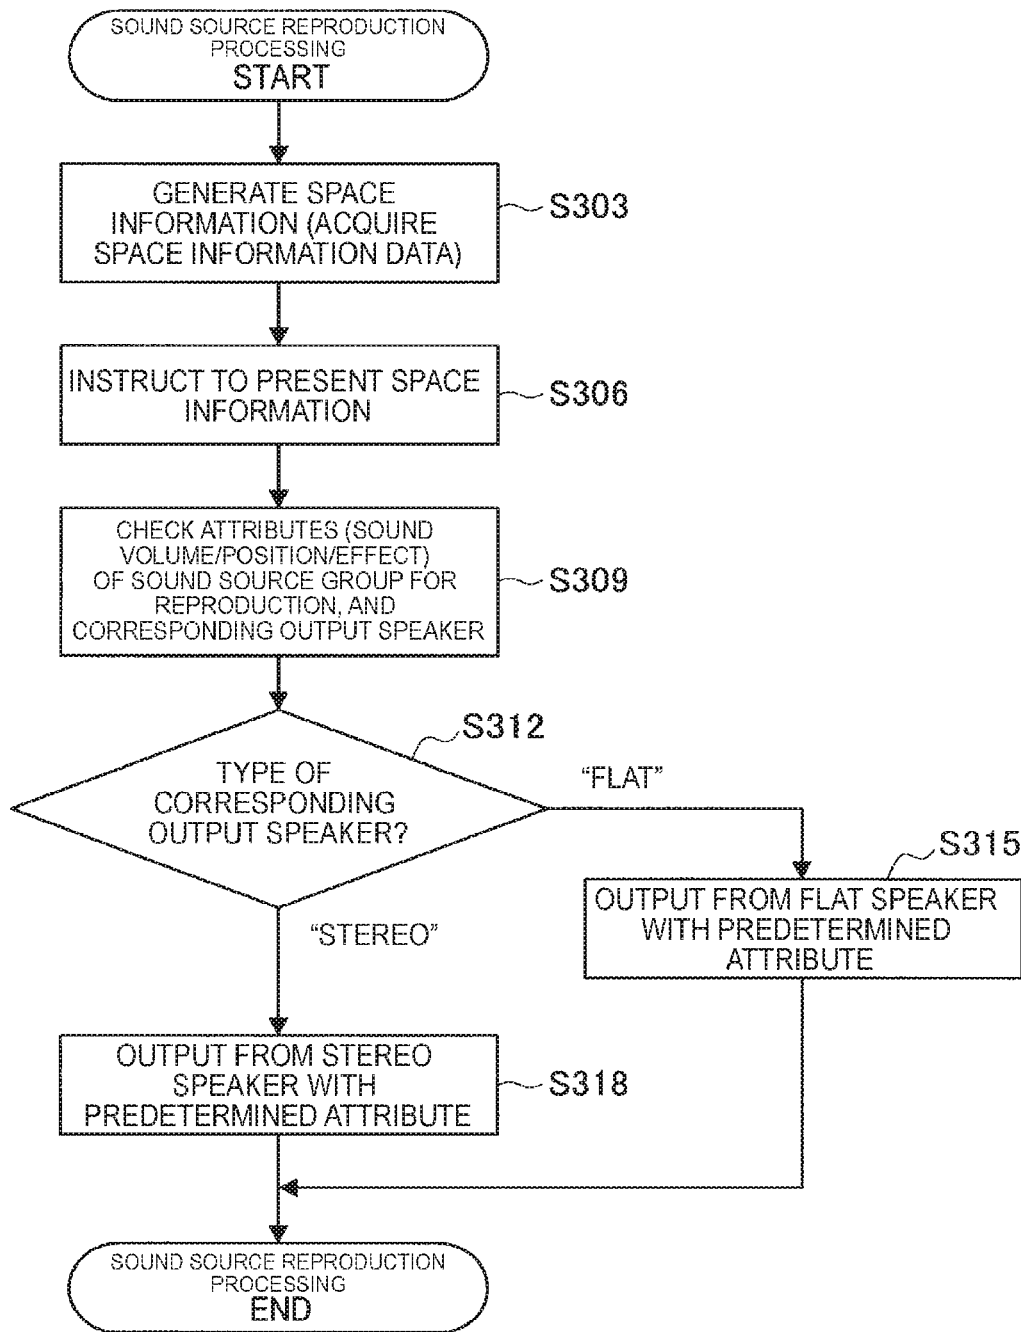 SOUND SOURCE REPRODUCTION
PROCESSING
START
GENERATE SPACE
INFORMATION (ACQUIRE
SPACE INFORMATION DATA)
S303
INSTRUCT TO PRESENT SPACE
INFORMATION
S306
CHECK ATTRIBUTES (SOUND
VOLUME/POSITION/EFFECT)
OF SOUND SOURCE GROUP FOR
REPRODUCTION, AND
CORRESPONDING OUTPUT SPEAKER
S309
S312
TYPE OF
CORRESPONDING
OUTPUT SPEAKER?
“FLAT”
S315
OUTPUT FROM FLAT SPEAKER
WITH PREDETERMINED
ATTRIBUTE
“STEREO”
OUTPUT FROM STEREO
SPEAKER WITH
PREDETERMINED ATTRIBUTE
S318
SOUND SOURCE REPRODUCTION
PROCESSING
END